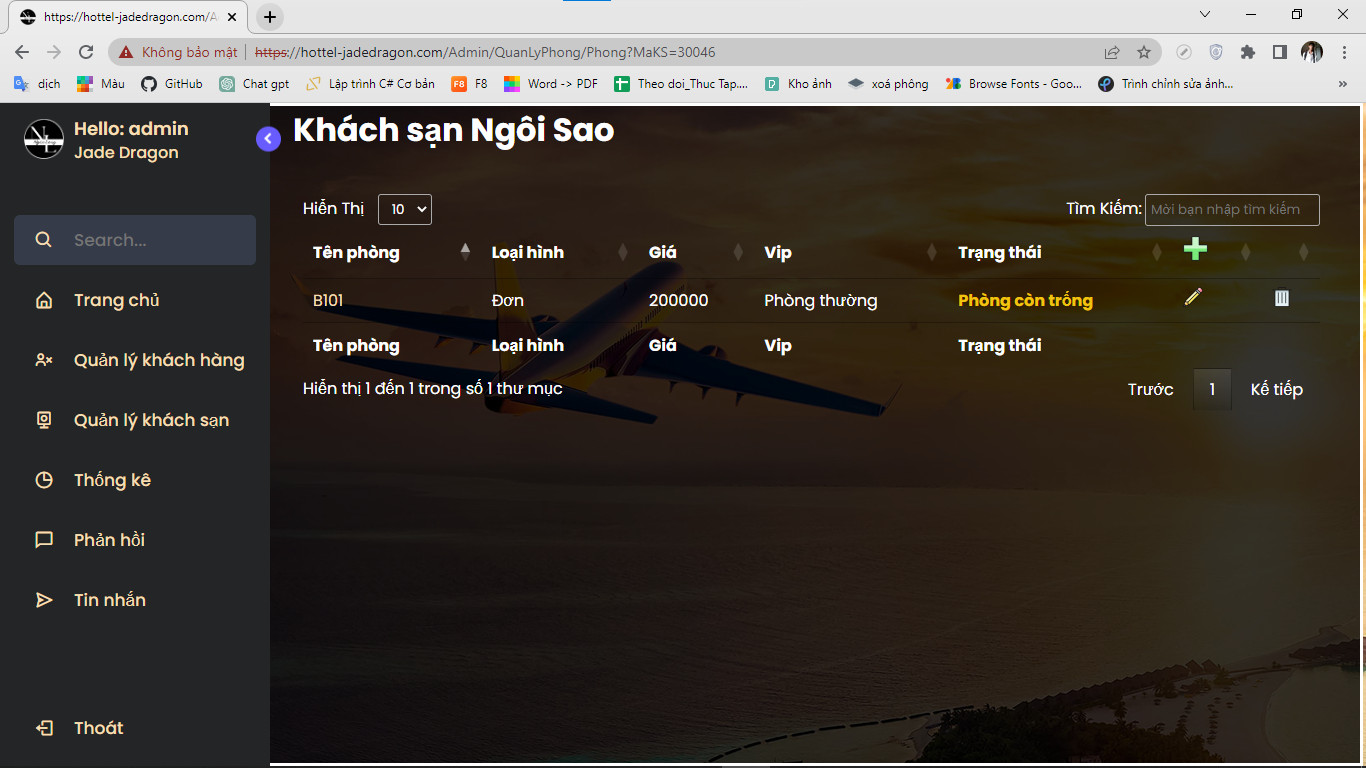 https://hottel-jadedragon.com/A
Không bảo mật | https://hottel-jadedragon.com/Admin/QuanLyPhong/Phong?MaKS=30046
dịch Màu GitHub Chat gpt Lập trình C# Cơ bản F8 F8 Word -> PDF Theo doi_Thuc Tap... Kho ảnh xoá phông Browse Fonts - Goo... Trình chỉnh sửa ảnh... »
Hello: admin
Jade Dragon
Search...
Trang chủ
Quản lý khách hàng
Quản lý khách sạn
Thống kê
Phản hồi
Tin nhắn
Thoát
Khách sạn Ngôi Sao
Hiển Thị 10 Tìm Kiếm: Mời bạn nhập tìm kiếm
Tên phòng Loại hình Giá Vip Trạng thái
B101 Đơn 200000 Phòng thường Phòng còn trống
Tên phòng Loại hình Giá Vip Trạng thái
Hiển thị 1 đến 1 trong số 1 thư mục Trước 1 Kế tiếp